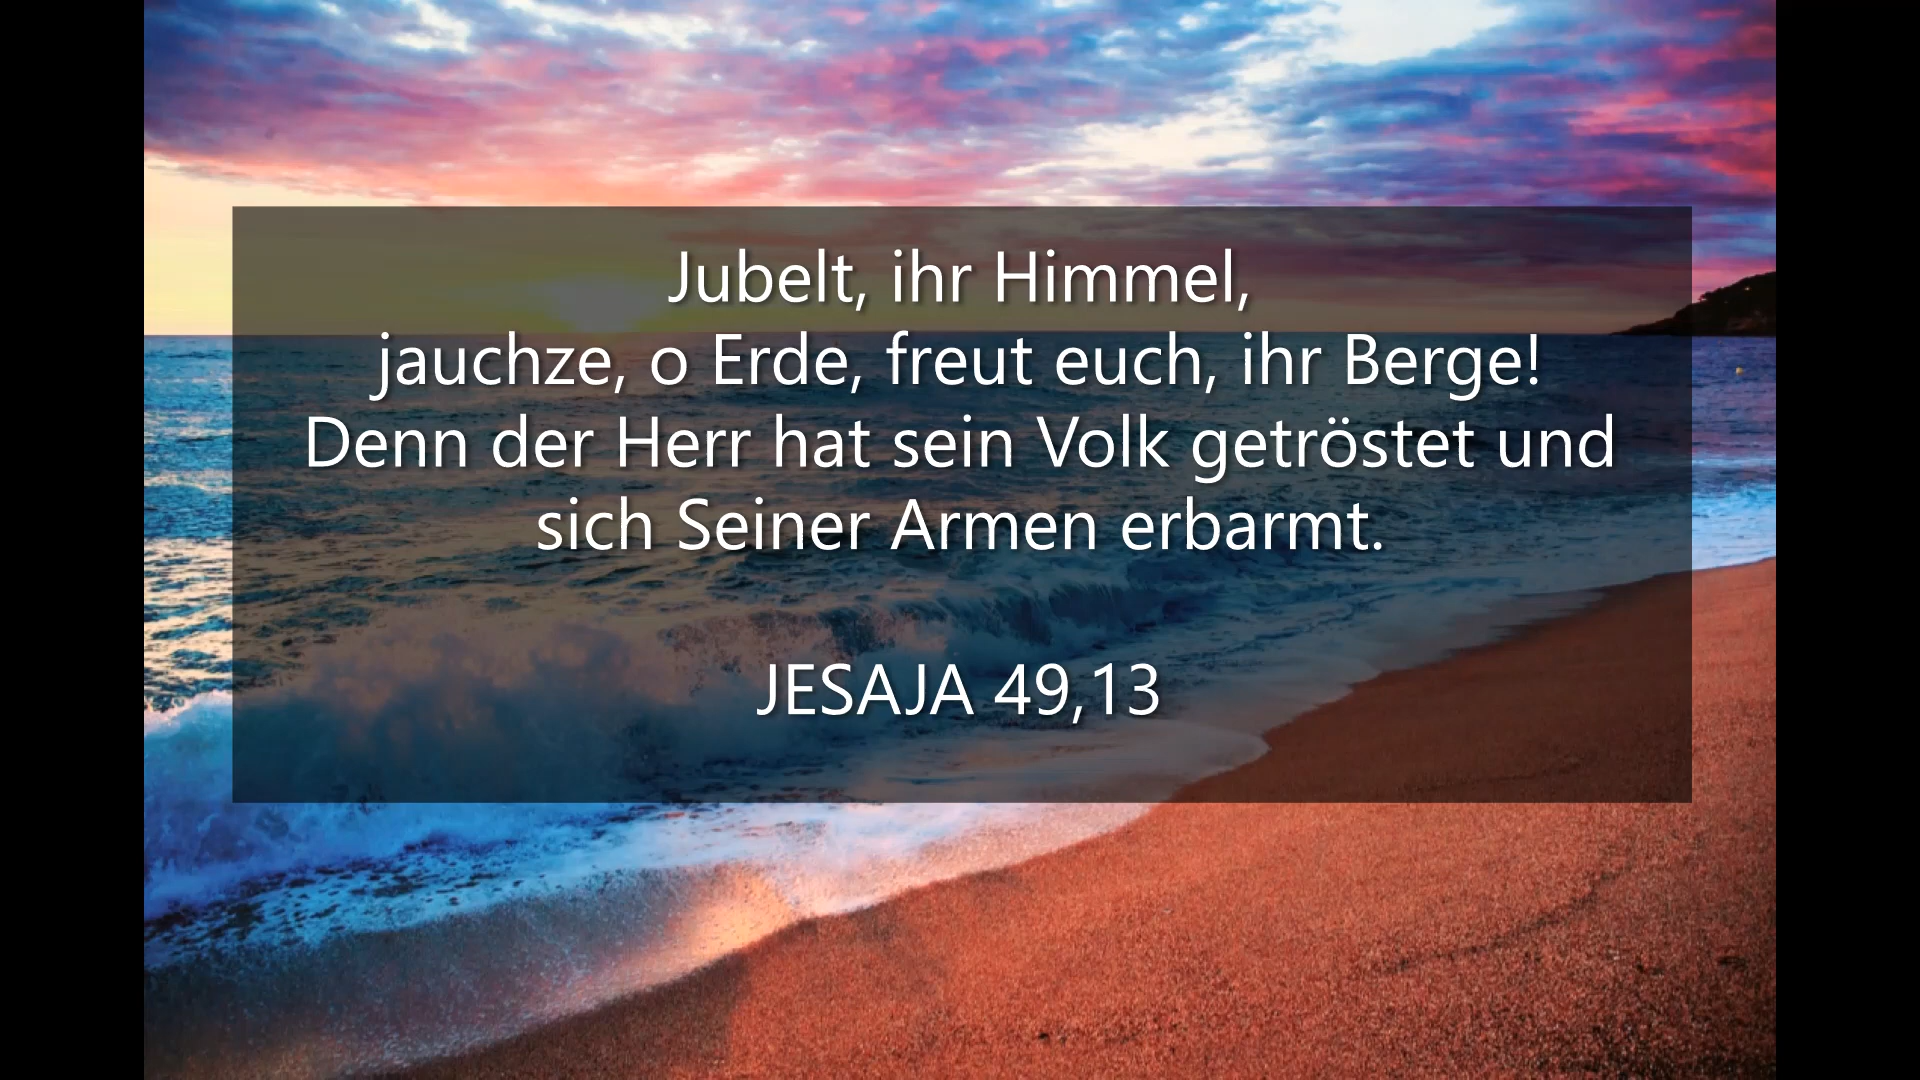 Jubelt, ihr Himmel,
jauchze, o Erde, freut euch, ihr Berge!
Denn der Herr hat sein Volk getröstet und
sich Seiner Armen erbarmt.
JESAJA 49,13